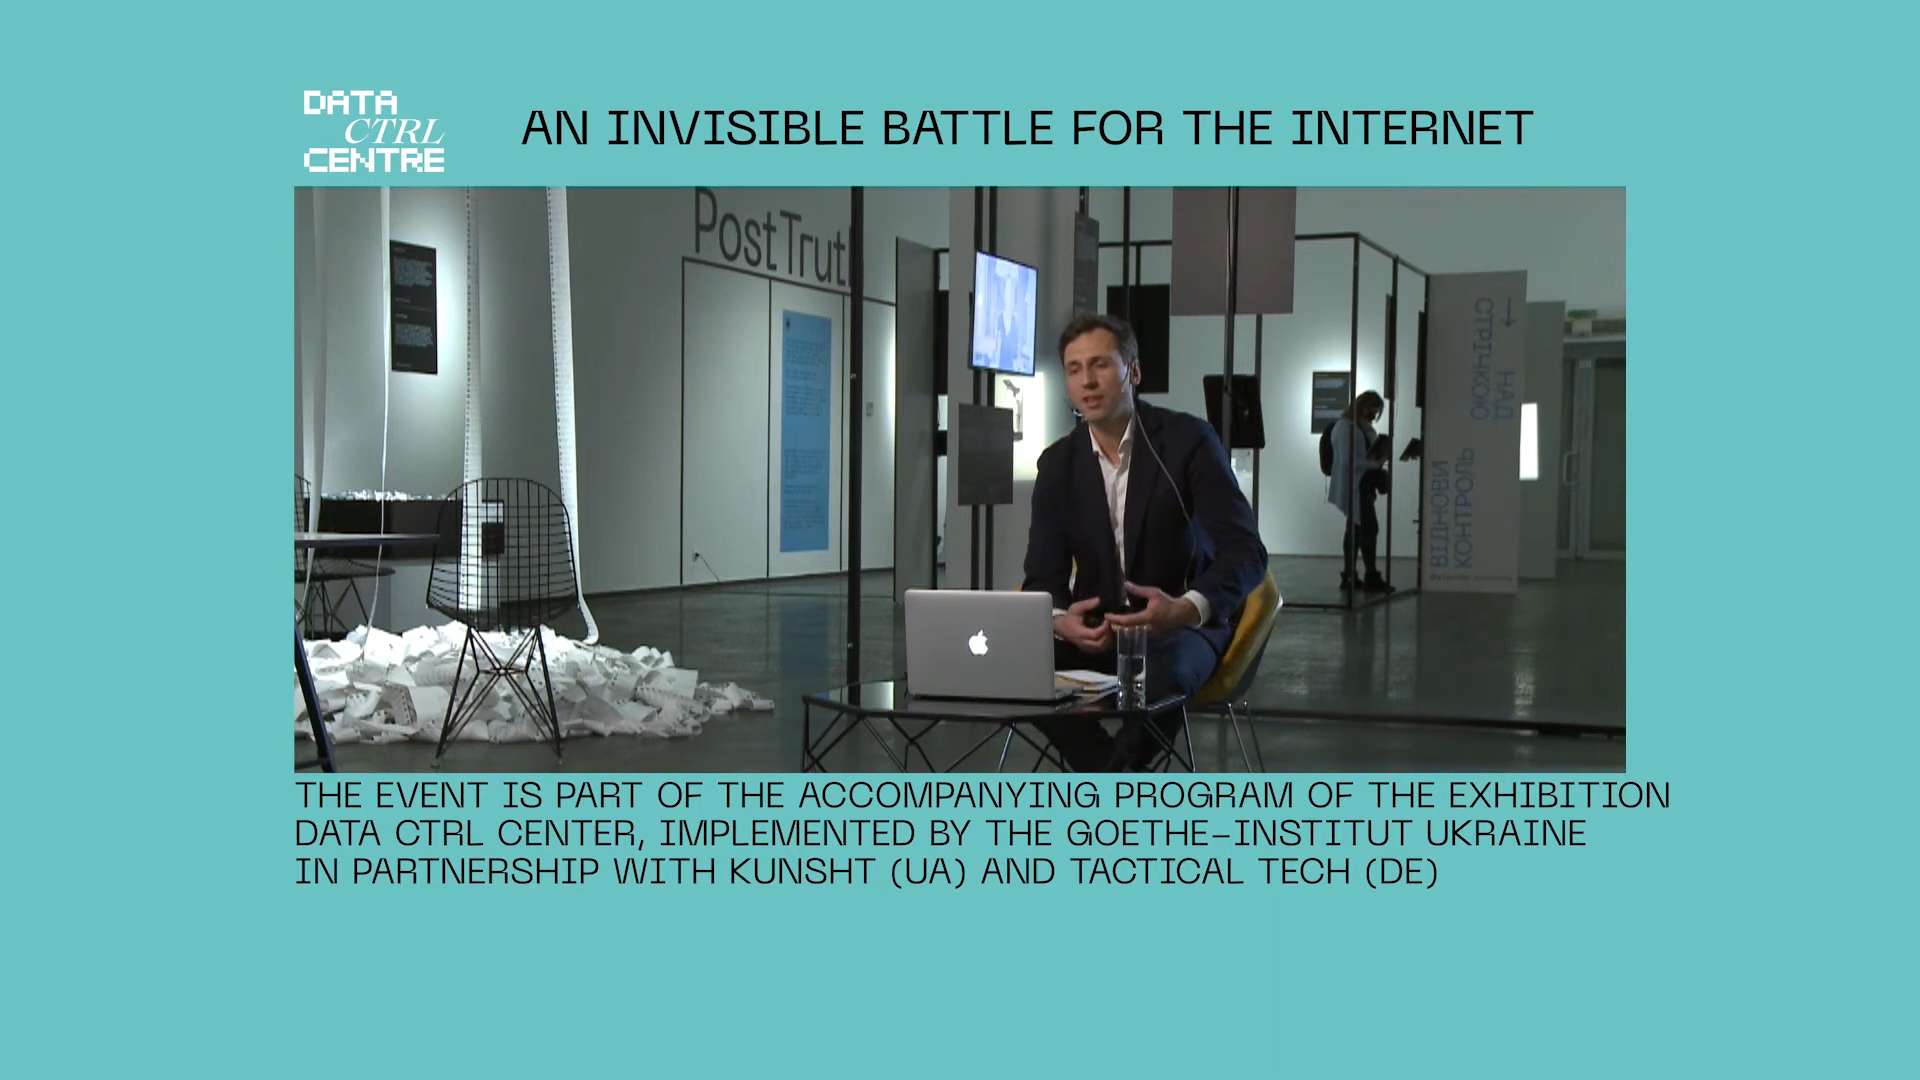 DATA
CTRL
CENTRE
AN INVISIBLE BATTLE FOR THE INTERNET
PostTrut
СТРІЧКОЮ
НАД
ВІДНОВИ
КОНТРОЛЬ
THE EVENT IS PART OF THE ACCOMPANYING PROGRAM OF THE EXHIBITION
DATA CTRL CENTER, IMPLEMENTED BY THE GOETHE-INSTITUT UKRAINE
IN PARTNERSHIP WITH KUNSHT (UA) AND TACTICAL TECH (DE)